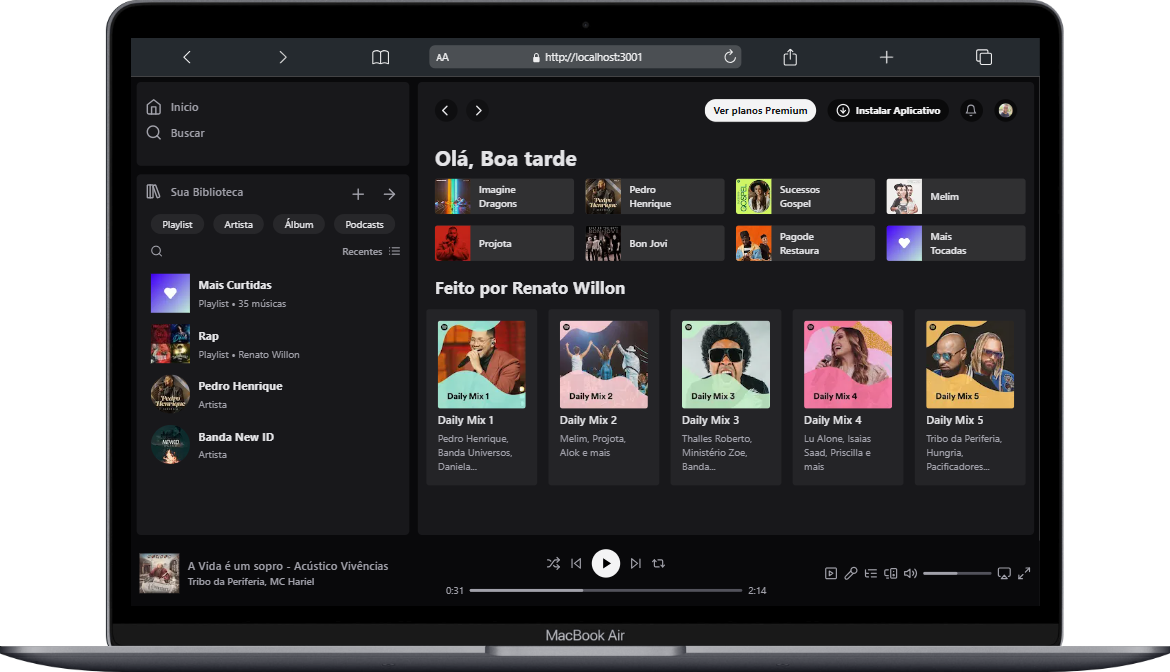 AA
http://localhost:3001
Inicio
Buscar
Sua Biblioteca
Playlist
Artista
Álbum
Podcasts
Recentes
Mais Curtidas
Playlist • 35 músicas
Rap
Playlist • Renato Willon
Pedro Henrique
Artista
Banda New ID
Artista
Ver planos Premium
Instalar Aplicativo
Olá, Boa tarde
Imagine
Dragons
Pedro
Henrique
Sucessos
Gospel
Melim
Projota
Bon Jovi
Pagode
Restaura
Mais
Tocadas
Feito por Renato Willon
Daily Mix 1
Daily Mix 2
Daily Mix 3
Daily Mix 4
Daily Mix 5
Daily Mix 1
Pedro Henrique,
Banda Universos,
Daniela...
Daily Mix 2
Melim, Projota,
Alok e mais
Daily Mix 3
Thalles Roberto,
Ministério Zoe,
Banda...
Daily Mix 4
Lu Alone, Isaias
Saad, Priscilla e
mais
Daily Mix 5
Tribo da Periferia,
Hungria,
Pacificadores...
A Vida é um sopro - Acústico Vivências
Tribo da Periferia, MC Hariel
0:31
2:14
MacBook Air